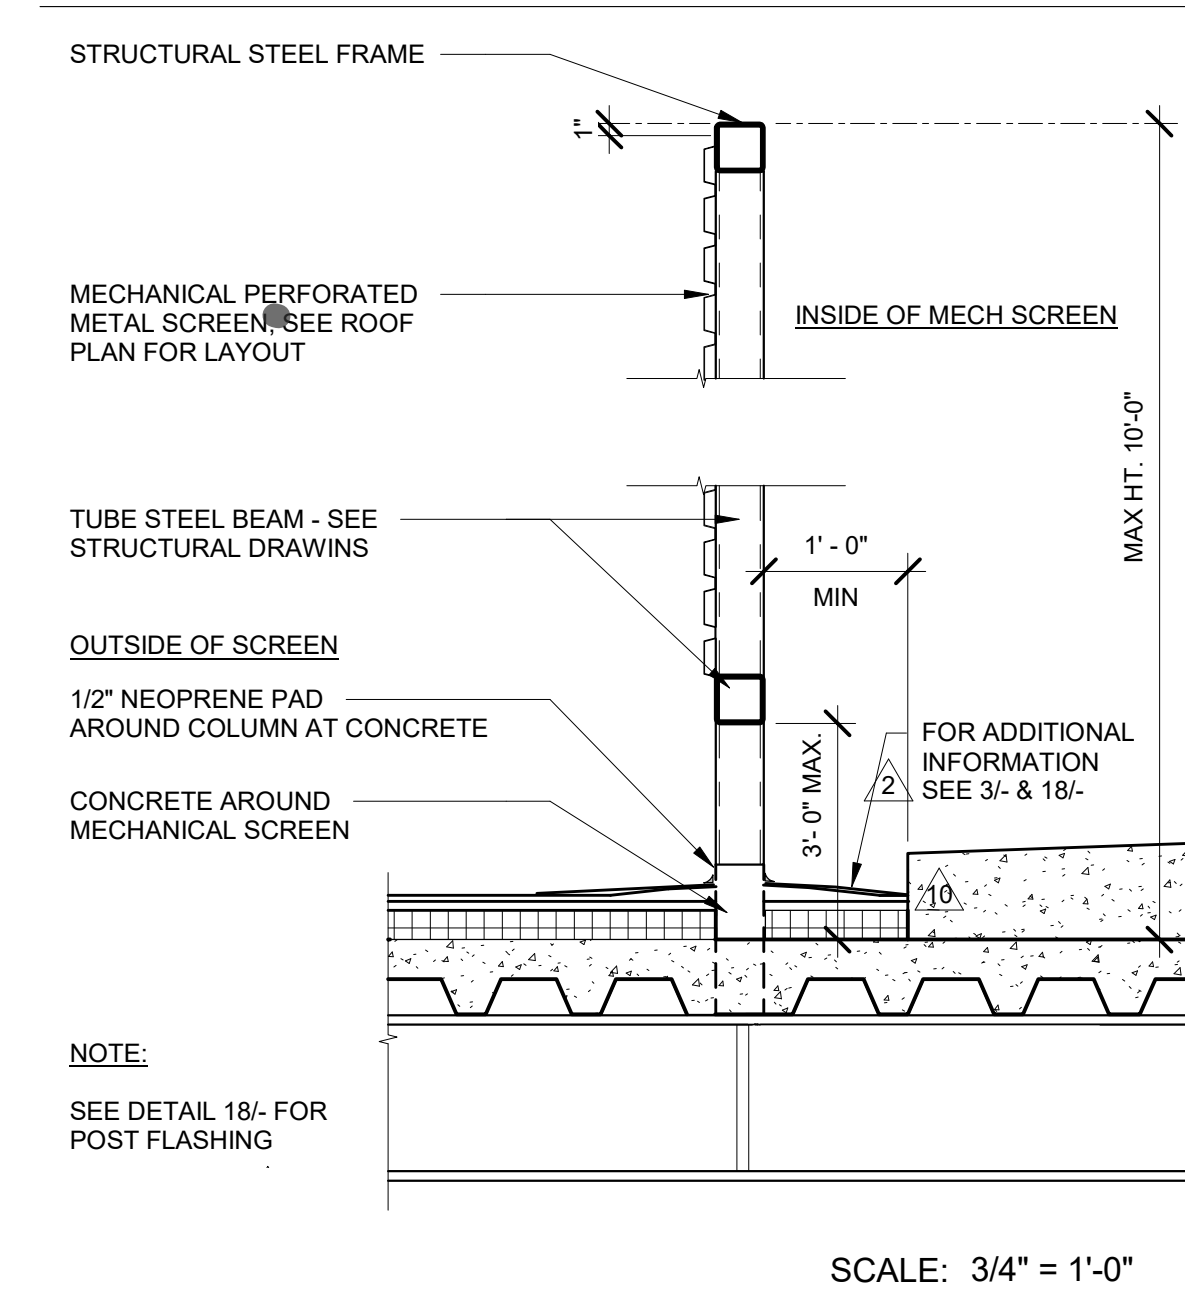 STRUCTURAL STEEL FRAME
1"
MECHANICAL PERFORATED
METAL SCREEN, SEE ROOF
PLAN FOR LAYOUT
INSIDE OF MECH SCREEN
MAX HT. 10'-0"
TUBE STEEL BEAM - SEE
STRUCTURAL DRAWINS
1' - 0"
MIN
OUTSIDE OF SCREEN
1/2" NEOPRENE PAD
AROUND COLUMN AT CONCRETE
3'- 0" MAX.
FOR ADDITIONAL
INFORMATION
SEE 3/- & 18/-
2
CONCRETE AROUND
MECHANICAL SCREEN
10
NOTE:
SEE DETAIL 18/- FOR
POST FLASHING
SCALE: 3/4" = 1'-0"